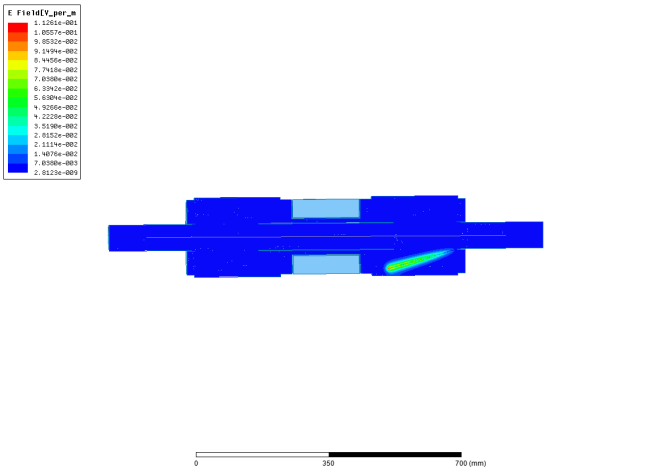 E Field[V_per_m
1.1261e-001
1.0557e-001
9.8532e-002
9.1494e-002
8.4456e-002
7.7418e-002
7.0380e-002
6.3342e-002
5.6304e-002
4.9266e-002
4.2228e-002
3.5190e-002
2.8152e-002
2.1114e-002
1.4076e-002
7.0380e-003
2.8123e-009
0 350 700 (mm)